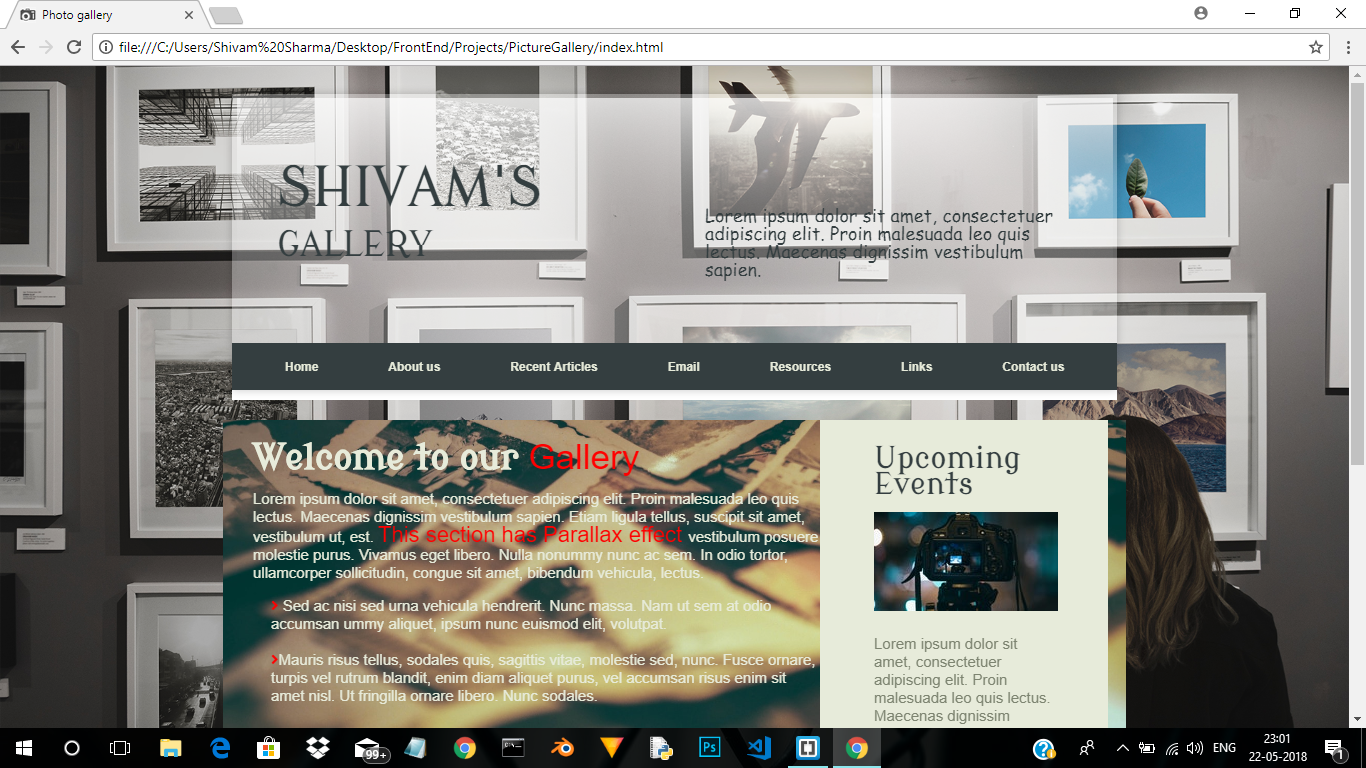 Photo gallery
file:///C:/Users/Shivam%20Sharma/Desktop/FrontEnd/Projects/PictureGallery/index.html
SHIVAM'S
GALLERY
Lorem ipsum dolor sit amet, consectetuer
adipiscing elit. Proin malesuada leo quis
lectus. Maecenas dignissim vestibulum
sapien.
Home About us Recent Articles Email Resources Links Contact us
Welcome to our Gallery
Lorem ipsum dolor sit amet, consectetuer adipiscing elit. Proin malesuada leo quis
lectus. Maecenas dignissim vestibulum sapien. Etiam ligula tellus, suscipit sit amet,
vestibulum ut, est. This section has Parallax effect vestibulum posuere
molestie purus. Vivamus eget libero. Nulla nonummy nunc ac sem. In odio tortor,
ullamcorper sollicitudin, congue sit amet, bibendum vehicula, lectus.
Sed ac nisi sed urna vehicula hendrerit. Nunc massa. Nam ut sem at odio
accumsan ummy aliquet, ipsum nunc euismod elit, volutpat.
Mauris risus tellus, sodales quis, sagittis vitae, molestie sed, nunc. Fusce ornare,
turpis vel rutrum blandit, enim diam aliquet purus, vel accumsan risus enim sit
amet nisl. Ut fringilla ornare libero. Nunc sodales.
Upcoming
Events
Lorem ipsum dolor sit
amet, consectetuer
adipiscing elit. Proin
malesuada leo quis lectus.
Maecenas dignissim
99+
Ps
ENG
23:01
22-05-2018
1